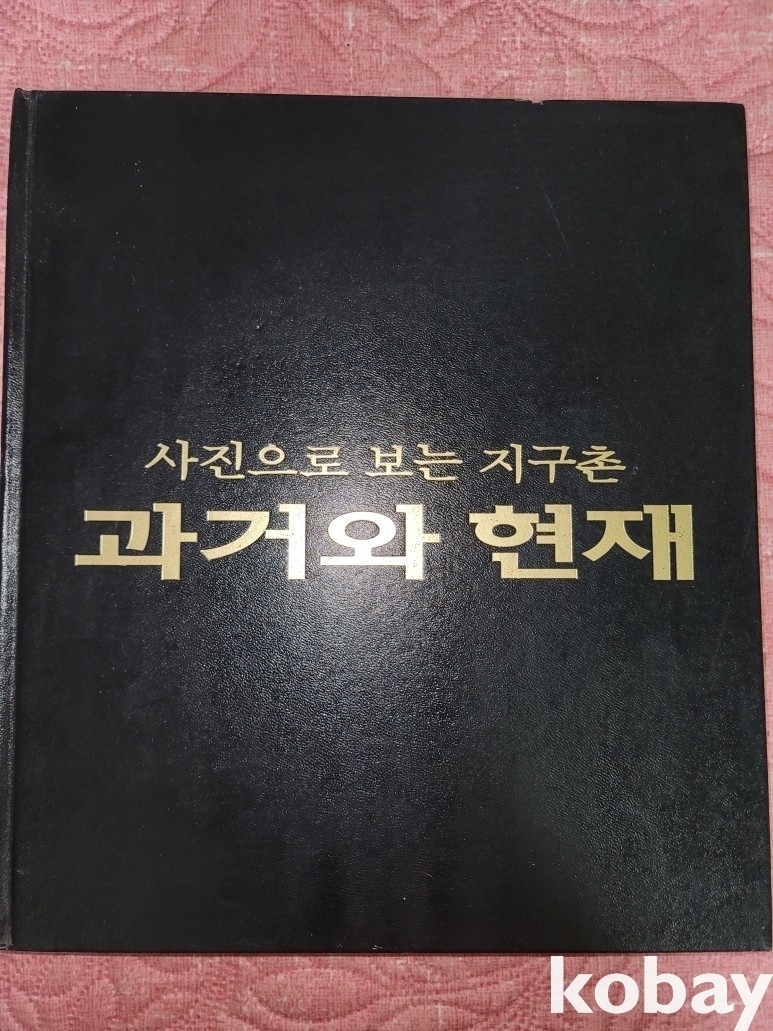 사진으로 보는 지구촌
과거와 현재
kobay